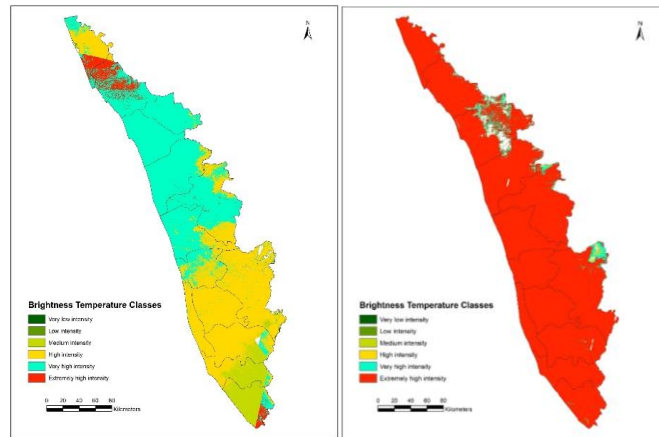 N
Brightness Temperature Classes
Very low intensity
Low intensity
Medium intensity
High intensity
Very high intensity
Extremely high intensity
0 20 40 60 80
Kilometers
N
Brightness Temperature Classes
Very low intensity
Low intensity
Medium intensity
High intensity
Very high intensity
Extremely high intensity
0 20 40 60 80
Kilometers